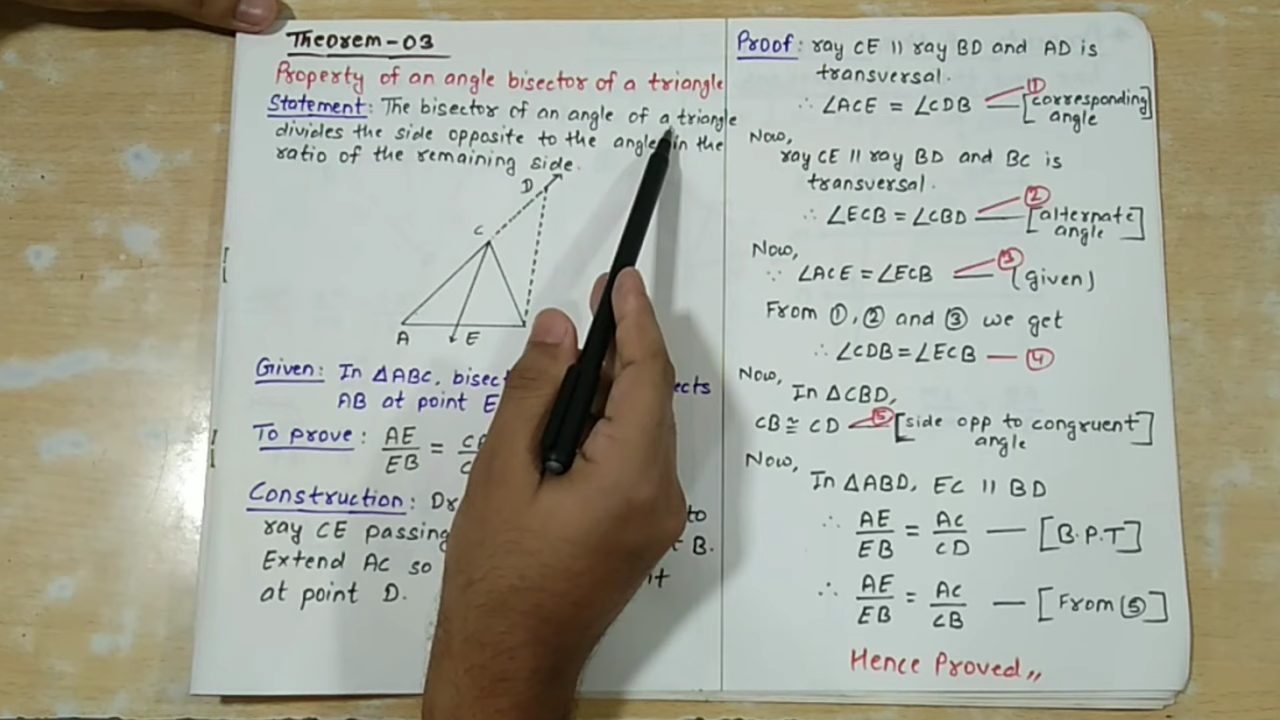 Theorem-03
Property of an angle bisector of a triangle
Statement: The bisector of an angle of a triangle
divides the side opposite to the angle in the
ratio of the remaining side.
D
C
A E
Given: In ΔABC, bisec
AB at point E
To prove: AE/EB =
Construction: Dr to
ray CE passing B.
Extend AC so
at point D.
Proof: ray CE || ray BD and AD is
transversal.
∴ ∠ACE = ∠CDB — ① [corresponding
angle]
Now,
ray CE || ray BD and BC is
transversal.
∴ ∠ECB = ∠CBD — ② [alternate
angle]
Now,
∵ ∠ACE = ∠ECB — ③ (given)
From ①, ② and ③ we get
∴ ∠CDB = ∠ECB — ④
Now,
In ΔCBD,
CB ≅ CD — ⑤ [side opp to congruent
angle]
Now,
In ΔABD, EC || BD
∴ AE/EB = AC/CD — [B.P.T]
∴ AE/EB = AC/CB — [From ⑤]
Hence Proved,,